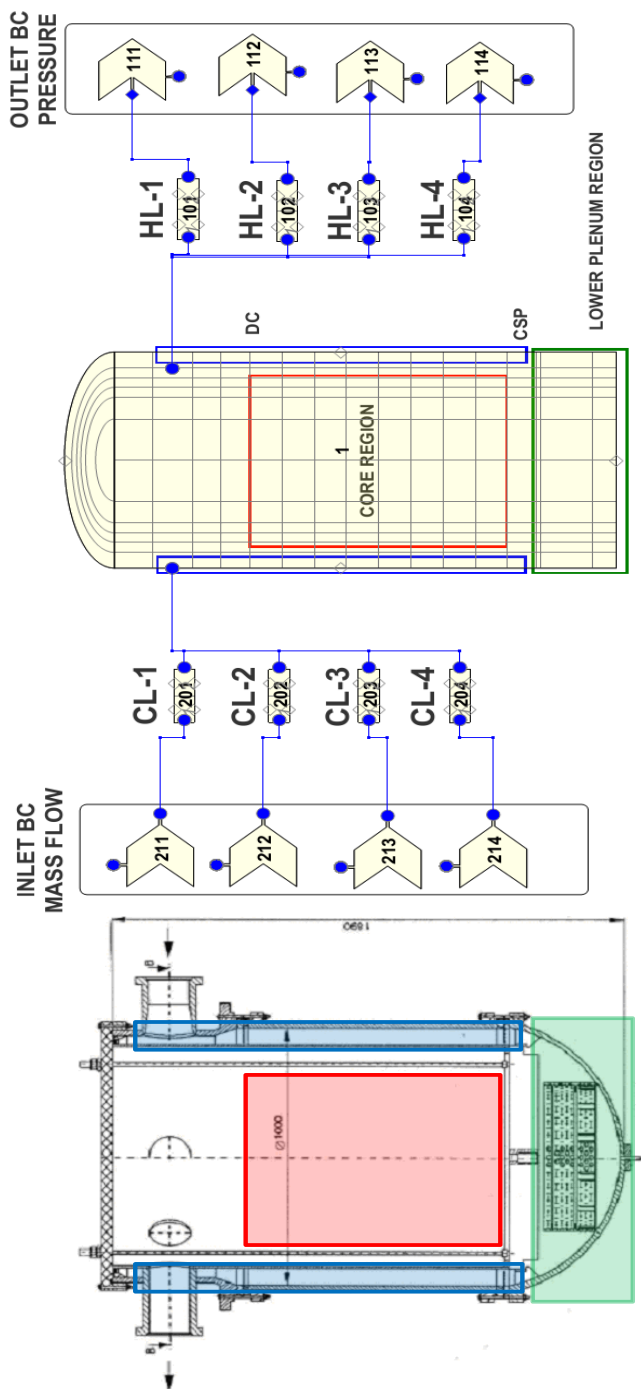 1890
B
Ø1000
B
INLET BC
MASS FLOW
211
212
213
214
CL-1
201
CL-2
202
CL-3
203
CL-4
204
DC
1
CORE REGION
CSP
LOWER PLENUM REGION
HL-1
101
HL-2
102
HL-3
103
HL-4
104
OUTLET BC
PRESSURE
111
112
113
114